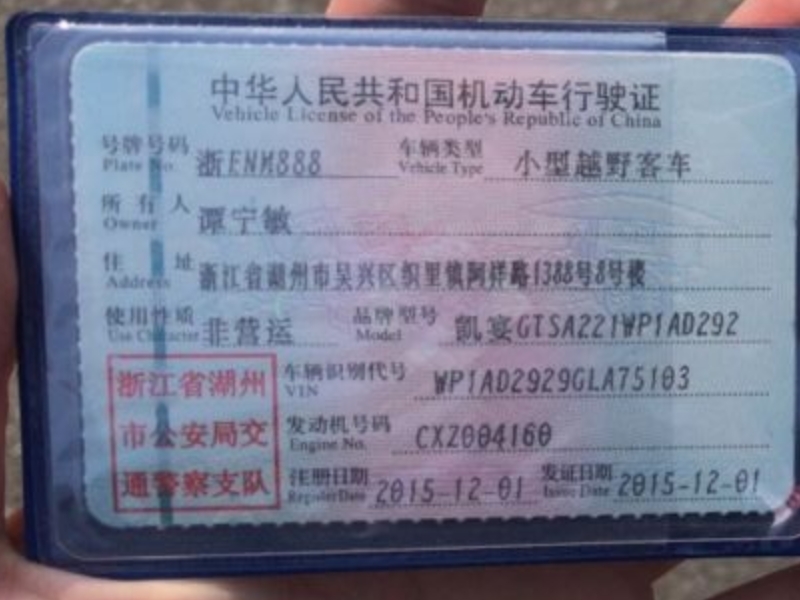 中华人民共和国机动车行驶证
Vehicle License of the People's Republic of China
号牌号码 浙ENM888 车辆类型 小型越野客车
Plate No. Vehicle Type
所有人 谭宁敏
Owner
住址 浙江省湖州市吴兴区织里镇阿祥路1388号8号楼
Address
使用性质 非营运 品牌型号 凯宴GTSA221WP1AD292
Use Character Model
浙江省湖州 车辆识别代号 WP1AD2929GLA75103
VIN
市公安局交 发动机号码 CXZ004160
Engine No.
通警察支队 注册日期 2015-12-01 发证日期 2015-12-01
Register Date Issue Date